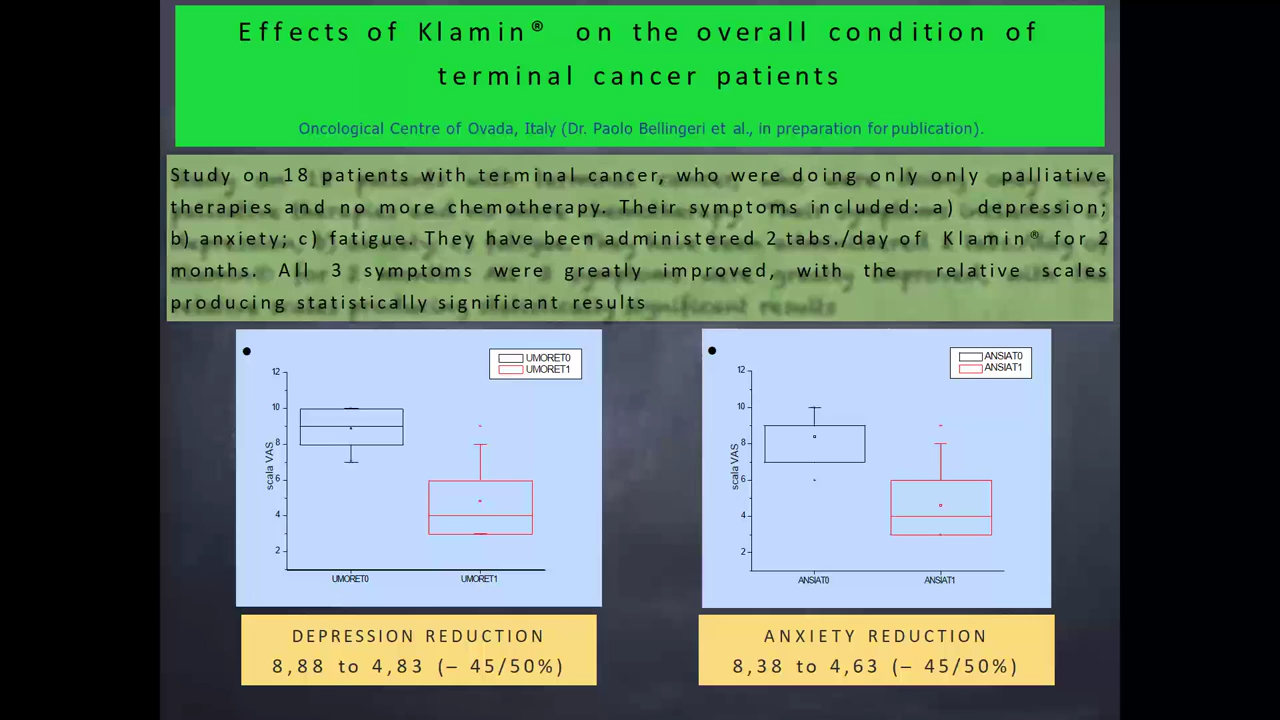 Effects of Klamin® on the overall condition of
terminal cancer patients
Oncological Centre of Ovada, Italy (Dr. Paolo Bellingeri et al., in preparation for publication).
Study on 18 patients with terminal cancer, who were doing only only palliative
therapies and no more chemotherapy. Their symptoms included: a) depression;
b) anxiety; c) fatigue. They have been administered 2 tabs./day of Klamin® for 2
months. All 3 symptoms were greatly improved, with the relative scales
producing statistically significant results
UMORET0
UMORET1
12
10
8
6
4
2
scala VAS
UMORET0 UMORET1
ANSIAT0
ANSIAT1
12
10
8
6
4
2
scala VAS
ANSIAT0 ANSIAT1
DEPRESSION REDUCTION
8,88 to 4,83 (– 45/50%)
ANXIETY REDUCTION
8,38 to 4,63 (– 45/50%)